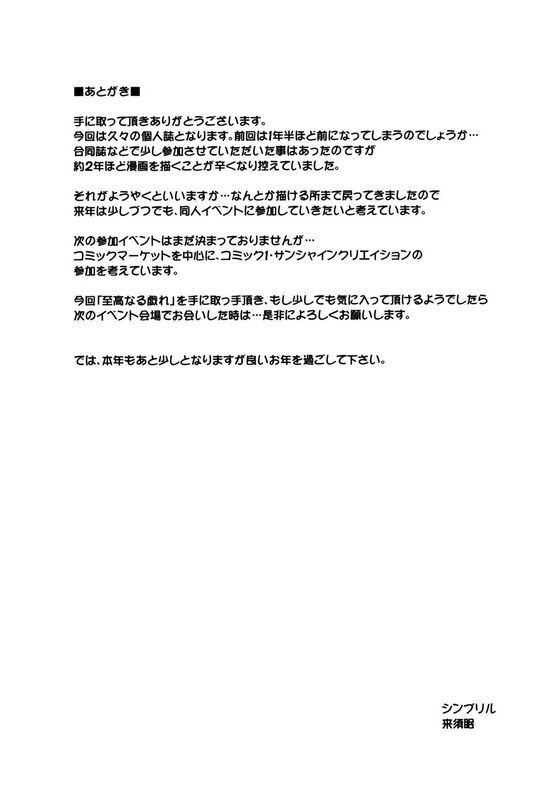 ■あとがき■
手に取って頂きありがとうございます。
今回は久々の個人誌となります。前回は1年半ほど前になってしまうのでしょうか…
合同誌などで少し参加させていただいた事はあったのですが
約2年ほど漫画を描くことが辛くなり控えていました。
それがようやくといいますか…なんとか描ける所まで戻ってきましたので
来年は少しづつでも、同人イベントに参加していきたいと考えています。
次の参加イベントはまだ決まっておりませんが…
コミックマーケットを中心に、コミック1・サンシャインクリエイションの
参加を考えています。
今回「至高なる戯れ」を手に取っ手頂き、もし少しでも気に入って頂けるようでしたら
次のイベント会場でお会いした時は…是非によろしくお願いします。
では、本年もあと少しとなりますが良いお年を過ごして下さい。
シンプリル
来須眠